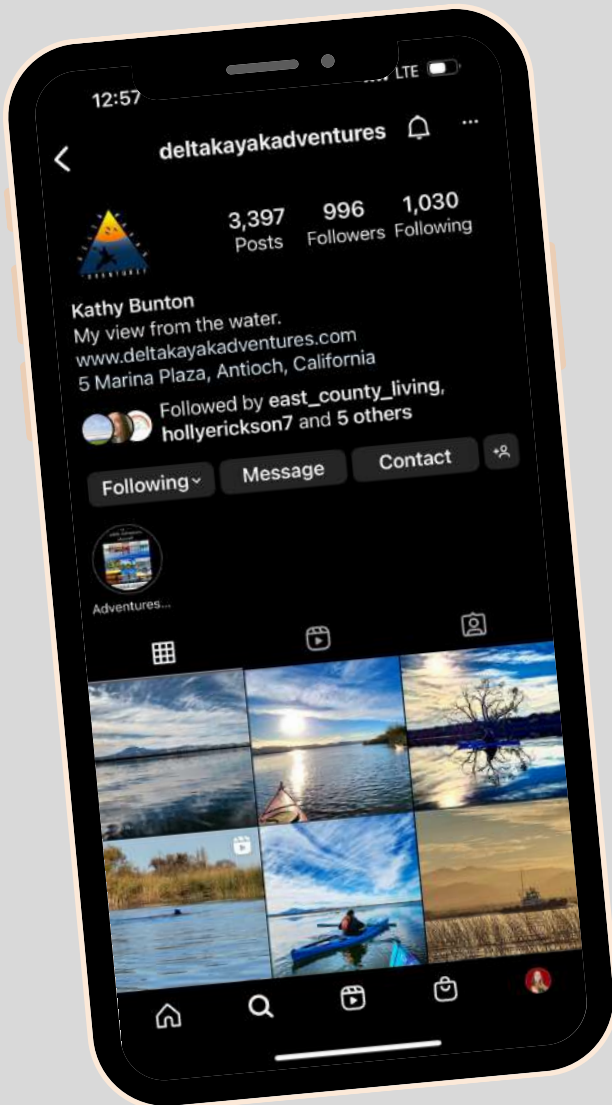 12:57
LTE
deltakayakadventures
3,397 996 1,030
Posts Followers Following
Kathy Bunton
My view from the water.
www.deltakayakadventures.com
5 Marina Plaza, Antioch, California
Followed by east_county_living,
hollyerickson7 and 5 others
Following Message Contact
Adventures...